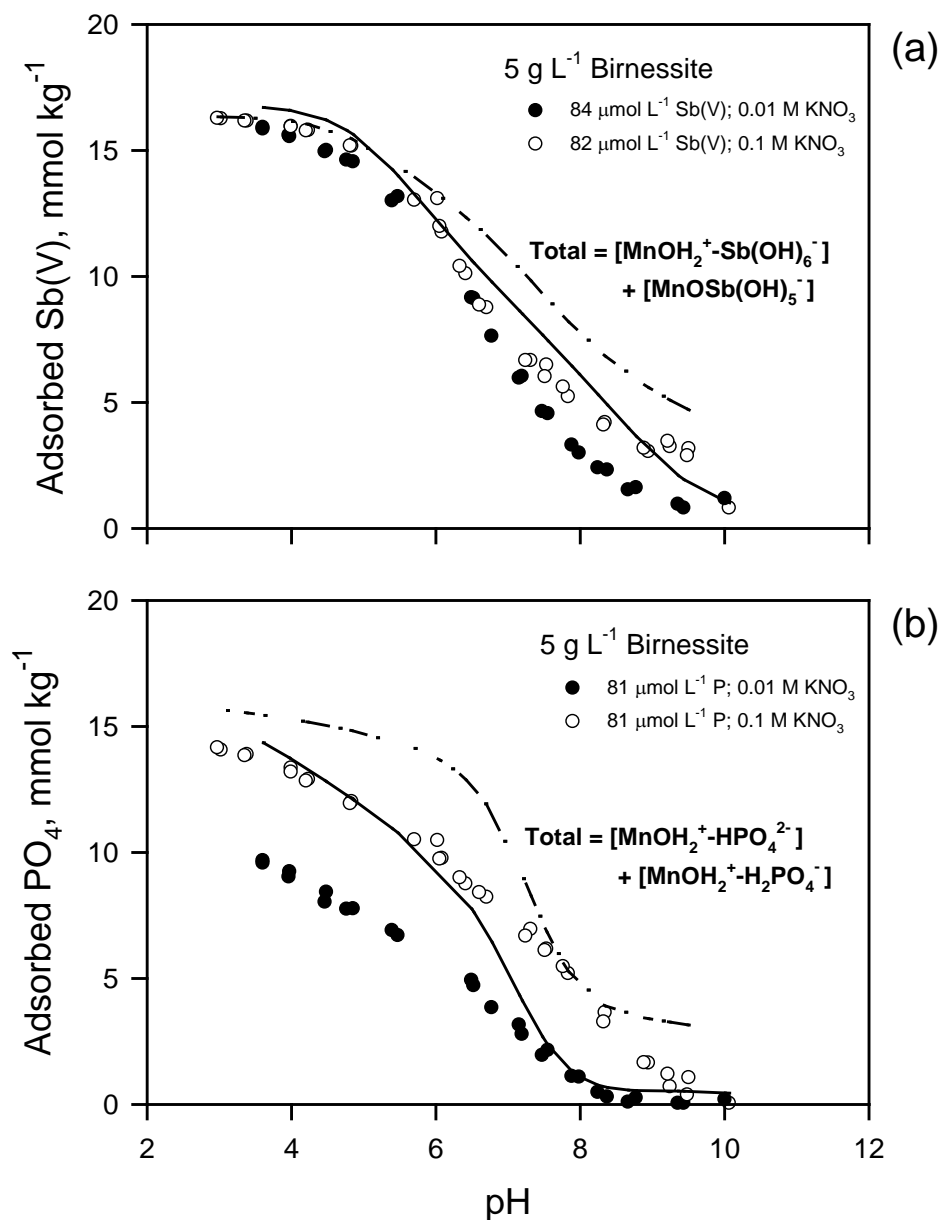 (a)
20
15
10
5
0
Adsorbed Sb(V), mmol kg⁻¹
5 g L⁻¹ Birnessite
84 μmol L⁻¹ Sb(V); 0.01 M KNO₃
82 μmol L⁻¹ Sb(V); 0.1 M KNO₃
Total = [MnOH₂⁺-Sb(OH)₆⁻]
+ [MnOSb(OH)₅⁻]
(b)
20
15
10
5
0
Adsorbed PO₄, mmol kg⁻¹
5 g L⁻¹ Birnessite
81 μmol L⁻¹ P; 0.01 M KNO₃
81 μmol L⁻¹ P; 0.1 M KNO₃
Total = [MnOH₂⁺-HPO₄²⁻]
+ [MnOH₂⁺-H₂PO₄⁻]
2 4 6 8 10 12
pH